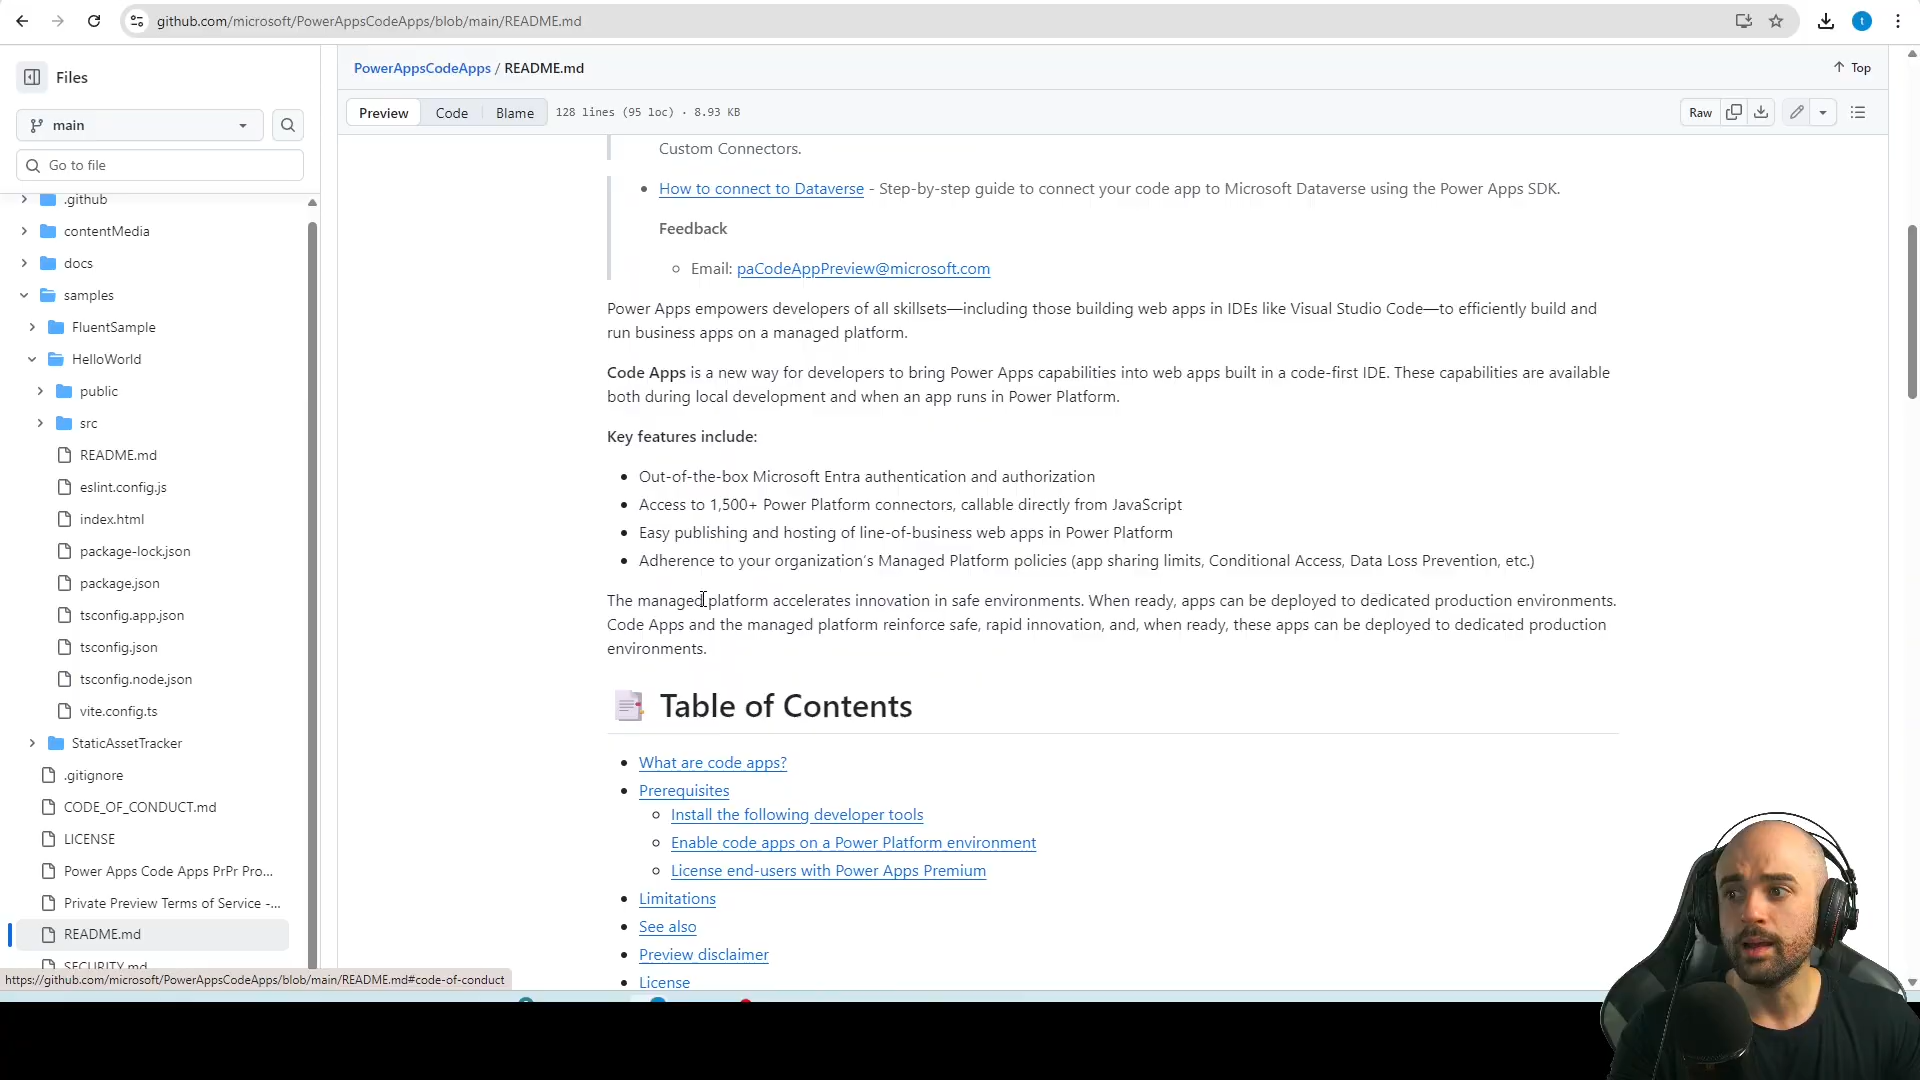 github.com/microsoft/PowerAppsCodeApps/blob/main/README.md
t
Files
main
Go to file
.github
contentMedia
docs
samples
FluentSample
HelloWorld
public
src
README.md
eslint.config.js
index.html
package-lock.json
package.json
tsconfig.app.json
tsconfig.json
tsconfig.node.json
vite.config.ts
StaticAssetTracker
.gitignore
CODE_OF_CONDUCT.md
LICENSE
Power Apps Code Apps PrPr Pro...
Private Preview Terms of Service -...
README.md
SECURITY.md
https://github.com/microsoft/PowerAppsCodeApps/blob/main/README.md#code-of-conduct
PowerAppsCodeApps / README.md
Top
Preview Code Blame 128 lines (95 loc) · 8.93 KB
Raw
Custom Connectors.
How to connect to Dataverse - Step-by-step guide to connect your code app to Microsoft Dataverse using the Power Apps SDK.
Feedback
Email: paCodeAppPreview@microsoft.com
Power Apps empowers developers of all skillsets—including those building web apps in IDEs like Visual Studio Code—to efficiently build and
run business apps on a managed platform.
Code Apps is a new way for developers to bring Power Apps capabilities into web apps built in a code-first IDE. These capabilities are available
both during local development and when an app runs in Power Platform.
Key features include:
Out-of-the-box Microsoft Entra authentication and authorization
Access to 1,500+ Power Platform connectors, callable directly from JavaScript
Easy publishing and hosting of line-of-business web apps in Power Platform
Adherence to your organization's Managed Platform policies (app sharing limits, Conditional Access, Data Loss Prevention, etc.)
The managed platform accelerates innovation in safe environments. When ready, apps can be deployed to dedicated production environments.
Code Apps and the managed platform reinforce safe, rapid innovation, and, when ready, these apps can be deployed to dedicated production
environments.
Table of Contents
What are code apps?
Prerequisites
Install the following developer tools
Enable code apps on a Power Platform environment
License end-users with Power Apps Premium
Limitations
See also
Preview disclaimer
License